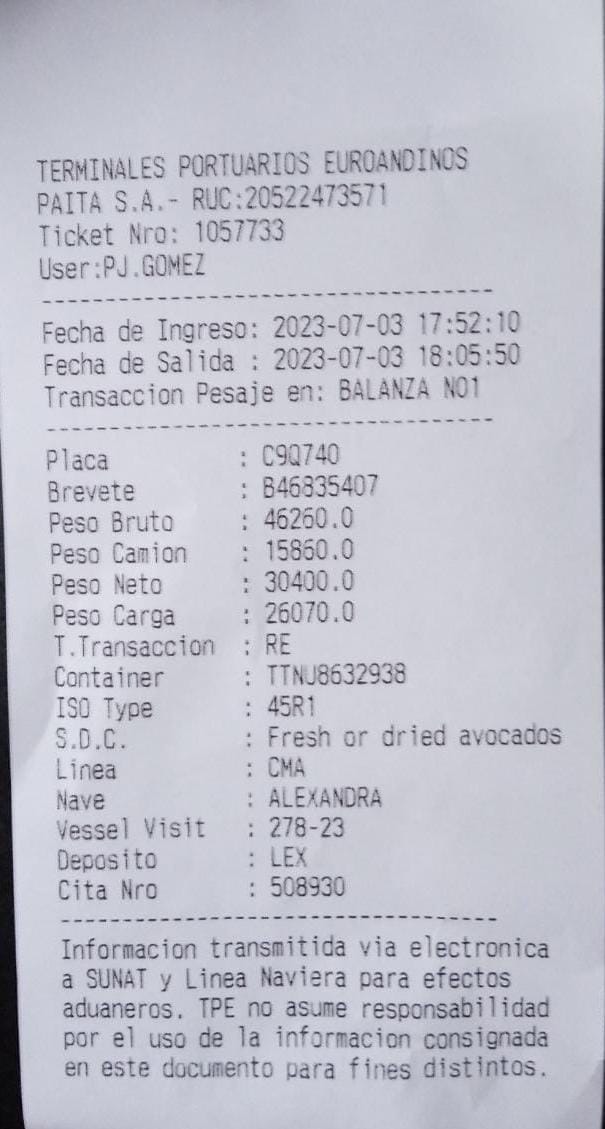 TERMINALES PORTUARIOS EUROANDINOS
PAITA S.A.- RUC:20522473571
Ticket Nro: 1057733
User:PJ.GOMEZ
----------------------------------
Fecha de Ingreso: 2023-07-03 17:52:10
Fecha de Salida : 2023-07-03 18:05:50
Transaccion Pesaje en: BALANZA NO1
----------------------------------
Placa : C9Q740
Brevete : B46835407
Peso Bruto : 46260.0
Peso Camion : 15860.0
Peso Neto : 30400.0
Peso Carga : 26070.0
T.Transaccion : RE
Container : TTNU8632938
ISO Type : 45R1
S.D.C. : Fresh or dried avocados
Linea : CMA
Nave : ALEXANDRA
Vessel Visit : 278-23
Deposito : LEX
Cita Nro : 508930
----------------------------------
Informacion transmitida via electronica
a SUNAT y Linea Naviera para efectos
aduaneros. TPE no asume responsabilidad
por el uso de la informacion consignada
en este documento para fines distintos.